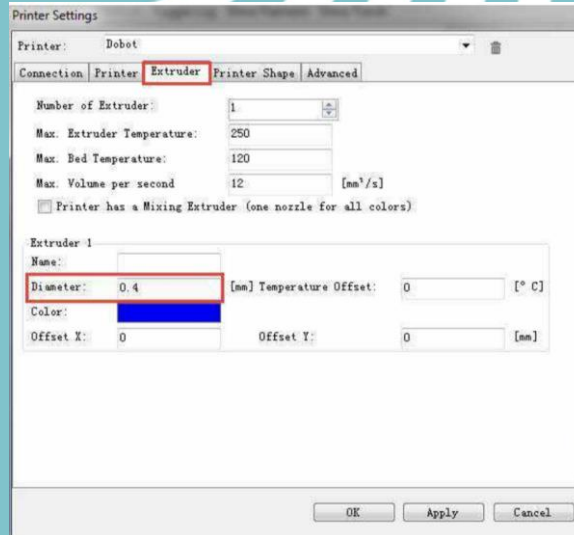 Printer Settings
Printer: Dobot
Connection Printer Extruder Printer Shape Advanced
Number of Extruder: 1
Max. Extruder Temperature: 250
Max. Bed Temperature: 120
Max. Volume per second 12 [mm³/s]
Printer has a Mixing Extruder (one nozzle for all colors)
Extruder 1
Name:
Diameter: 0.4 [mm] Temperature Offset: 0 [° C]
Color:
Offset X: 0 Offset Y: 0 [mm]
OK Apply Cancel